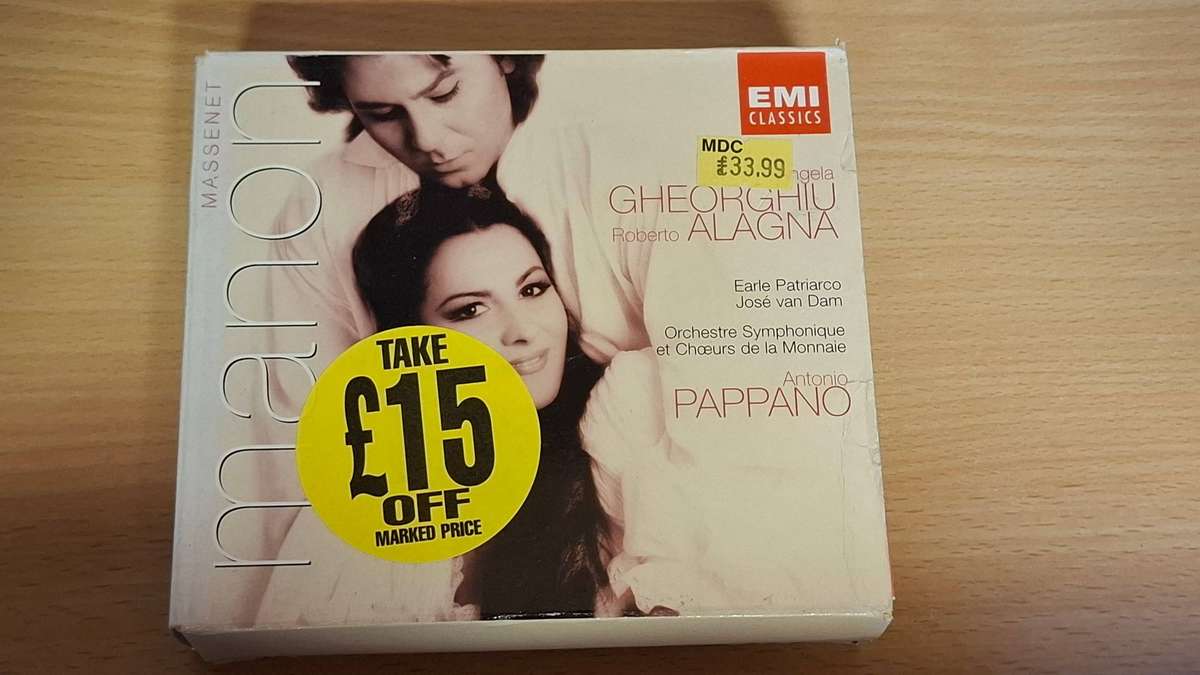 MASSENET
manon
EMI
CLASSICS
MDC
£33.99
ngela
GHEORGHIU
Roberto ALAGNA
Earle Patriarco
José van Dam
Orchestre Symphonique
et Chœurs de la Monnaie
Antonio
PAPPANO
TAKE
£15
OFF
MARKED PRICE